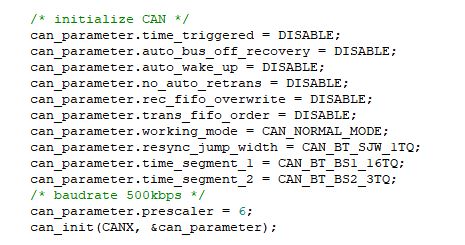 /* initialize CAN */
can_parameter.time_triggered = DISABLE;
can_parameter.auto_bus_off_recovery = DISABLE;
can_parameter.auto_wake_up = DISABLE;
can_parameter.no_auto_retrans = DISABLE;
can_parameter.rec_fifo_overwrite = DISABLE;
can_parameter.trans_fifo_order = DISABLE;
can_parameter.working_mode = CAN_NORMAL_MODE;
can_parameter.resync_jump_width = CAN_BT_SJW_1TQ;
can_parameter.time_segment_1 = CAN_BT_BS1_16TQ;
can_parameter.time_segment_2 = CAN_BT_BS2_3TQ;
/* baudrate 500kbps */
can_parameter.prescaler = 6;
can_init(CANX, &can_parameter);